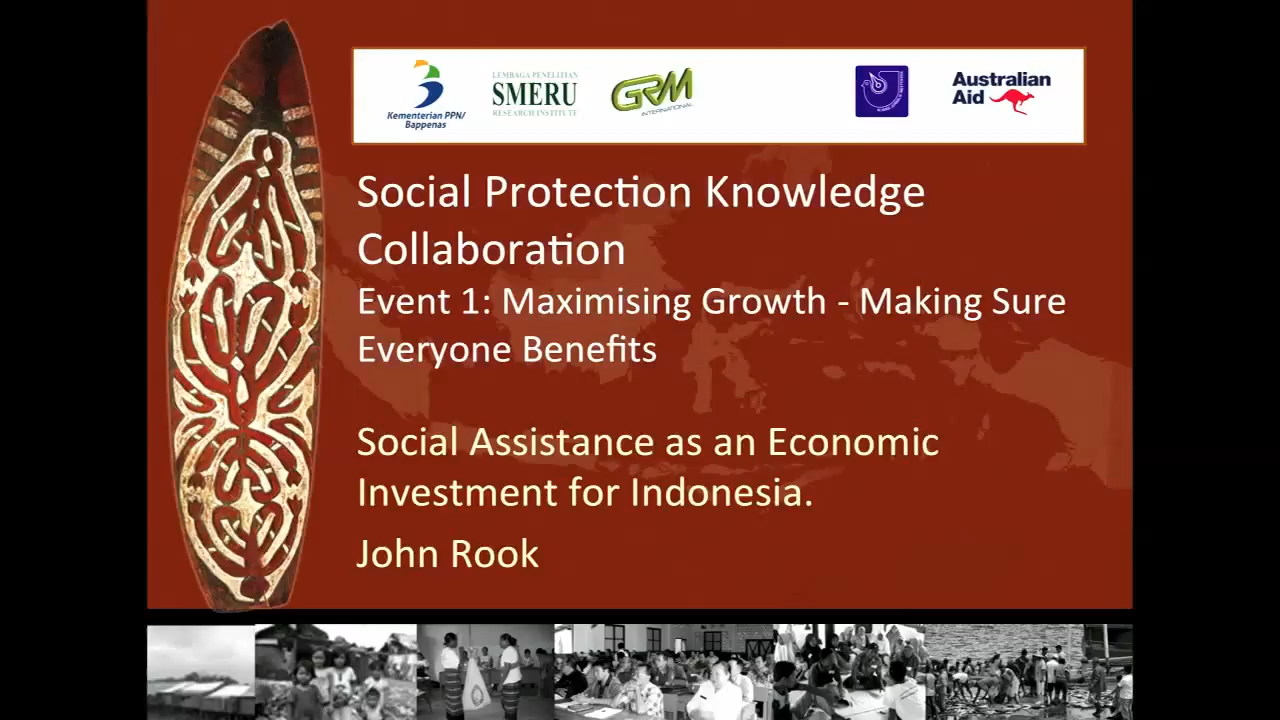 Kementerian PPN/
Bappenas
LEMBAGA PENELITIAN
SMERU
RESEARCH INSTITUTE
GRM
INTERNATIONAL
Australian
Aid
Social Protection Knowledge
Collaboration
Event 1: Maximising Growth - Making Sure
Everyone Benefits
Social Assistance as an Economic
Investment for Indonesia.
John Rook